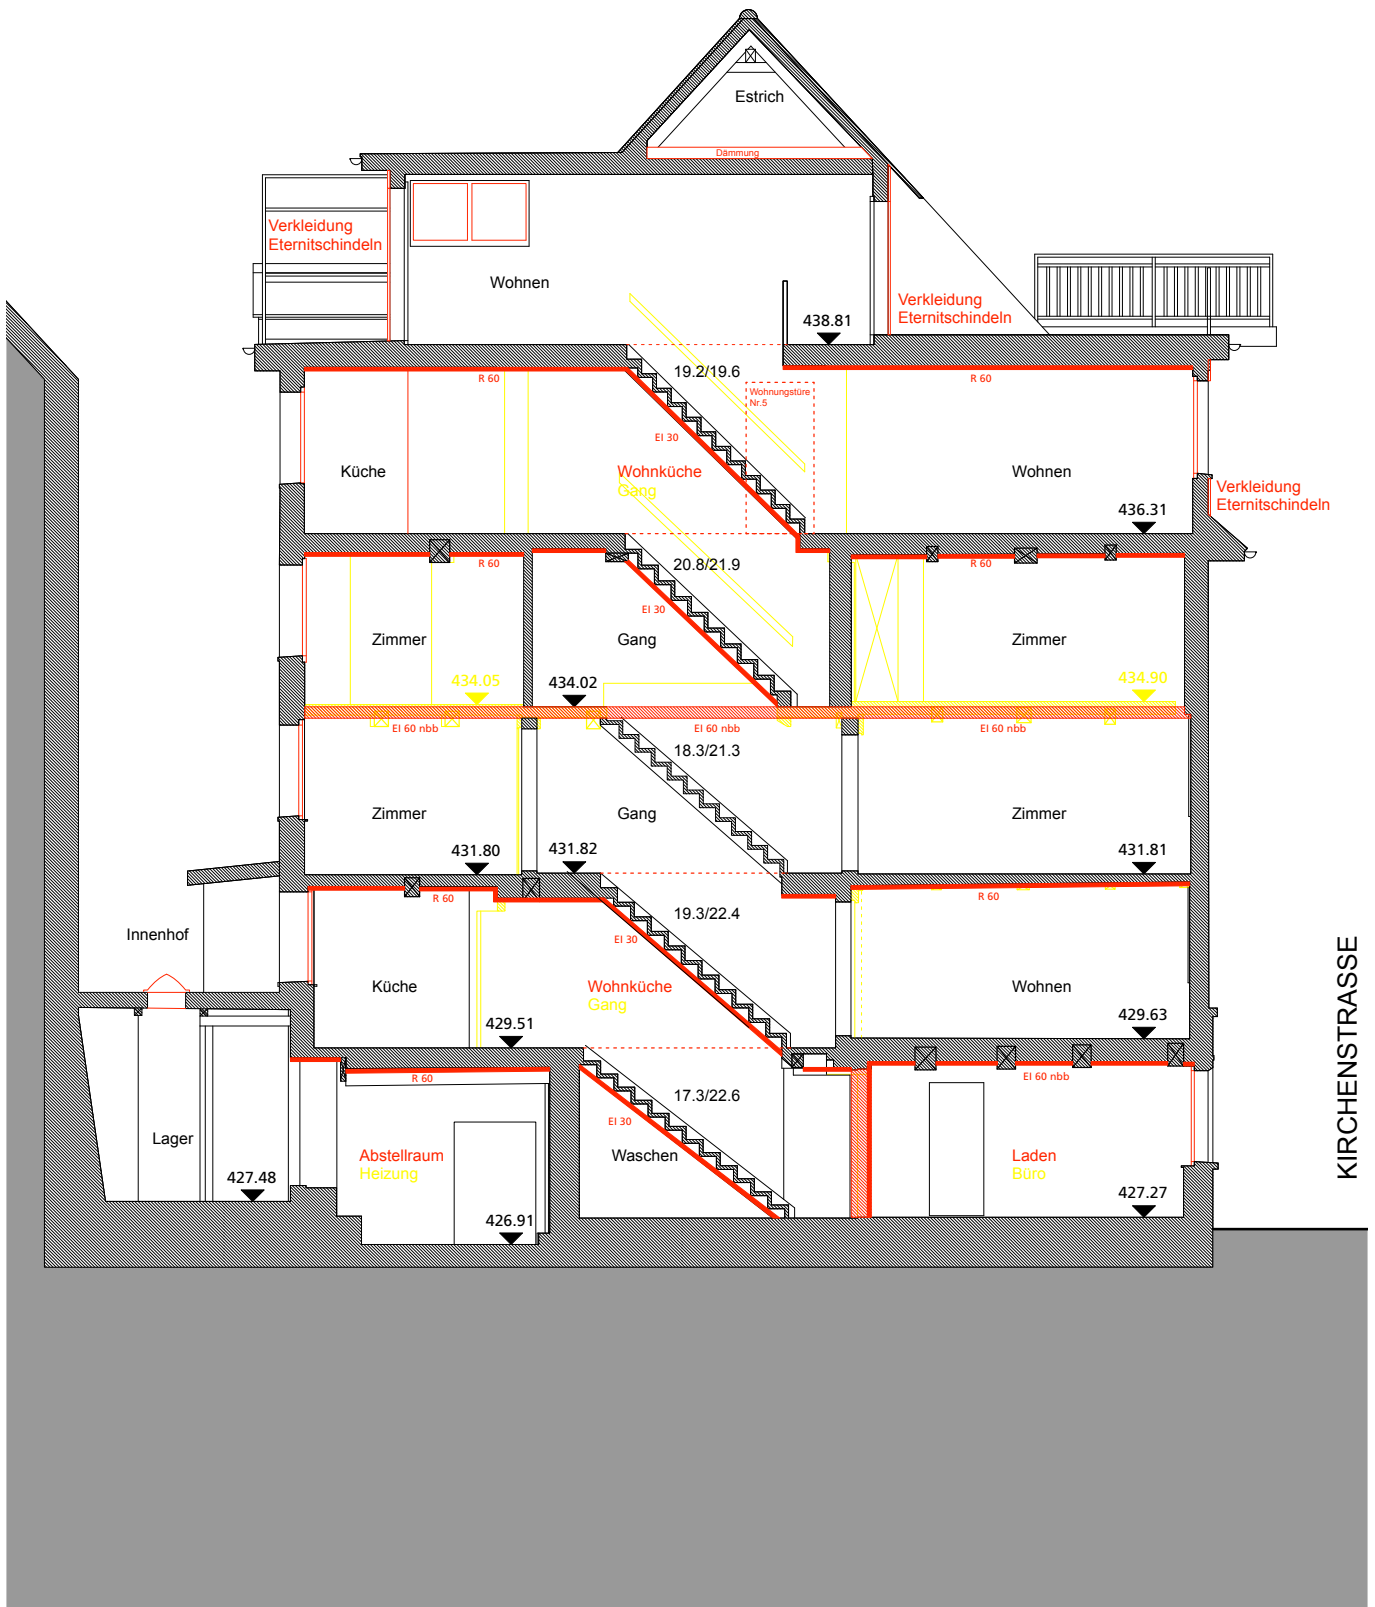 Estrich
Dämmung
Verkleidung
Eternitschindeln
Wohnen
Verkleidung
Eternitschindeln
438.81
R 60
19.2/19.6
R 60
Wohnungstüre
Nr.5
EI 30
Küche
Wohnküche
Gang
Wohnen
Verkleidung
Eternitschindeln
436.31
R 60
20.8/21.9
R 60
EI 30
Zimmer
Gang
Zimmer
434.05
434.02
434.90
EI 60 nbb
EI 60 nbb
EI 60 nbb
18.3/21.3
Zimmer
Gang
Zimmer
431.80
431.82
431.81
R 60
19.3/22.4
R 60
Innenhof
EI 30
Küche
Wohnküche
Gang
Wohnen
429.51
429.63
KIRCHENSTRASSE
R 60
17.3/22.6
EI 60 nbb
EI 30
Lager
Abstellraum
Heizung
Waschen
Laden
Büro
427.48
427.27
426.91